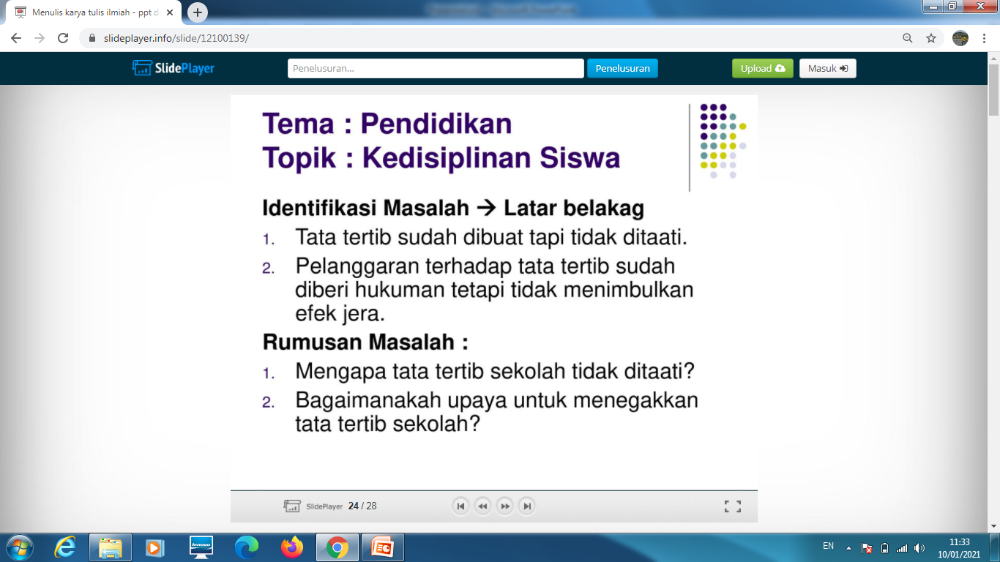 Menulis karya tulis ilmiah - ppt d
slideplayer.info/slide/12100139/
SlidePlayer
Penelusuran...
Penelusuran
Upload
Masuk
Tema : Pendidikan
Topik : Kedisiplinan Siswa
Identifikasi Masalah → Latar belakag
1. Tata tertib sudah dibuat tapi tidak ditaati.
2. Pelanggaran terhadap tata tertib sudah
diberi hukuman tetapi tidak menimbulkan
efek jera.
Rumusan Masalah :
1. Mengapa tata tertib sekolah tidak ditaati?
2. Bagaimanakah upaya untuk menegakkan
tata tertib sekolah?
SlidePlayer 24 / 28
lenovo
EN
11:33
10/01/2021